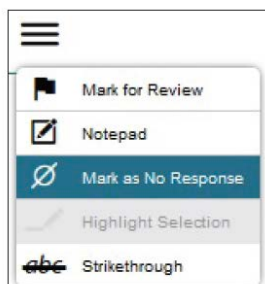 Mark for Review
Notepad
Mark as No Response
Highlight Selection
abc Strikethrough